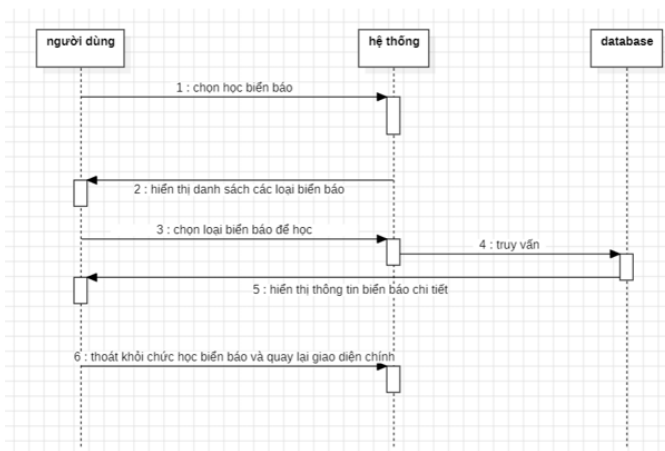 người dùng
hệ thống
database
1 : chọn học biển báo
2 : hiển thị danh sách các loại biển báo
3 : chọn loại biển báo để học
4 : truy vấn
5 : hiển thị thông tin biển báo chi tiết
6 : thoát khỏi chức học biển báo và quay lại giao diện chính